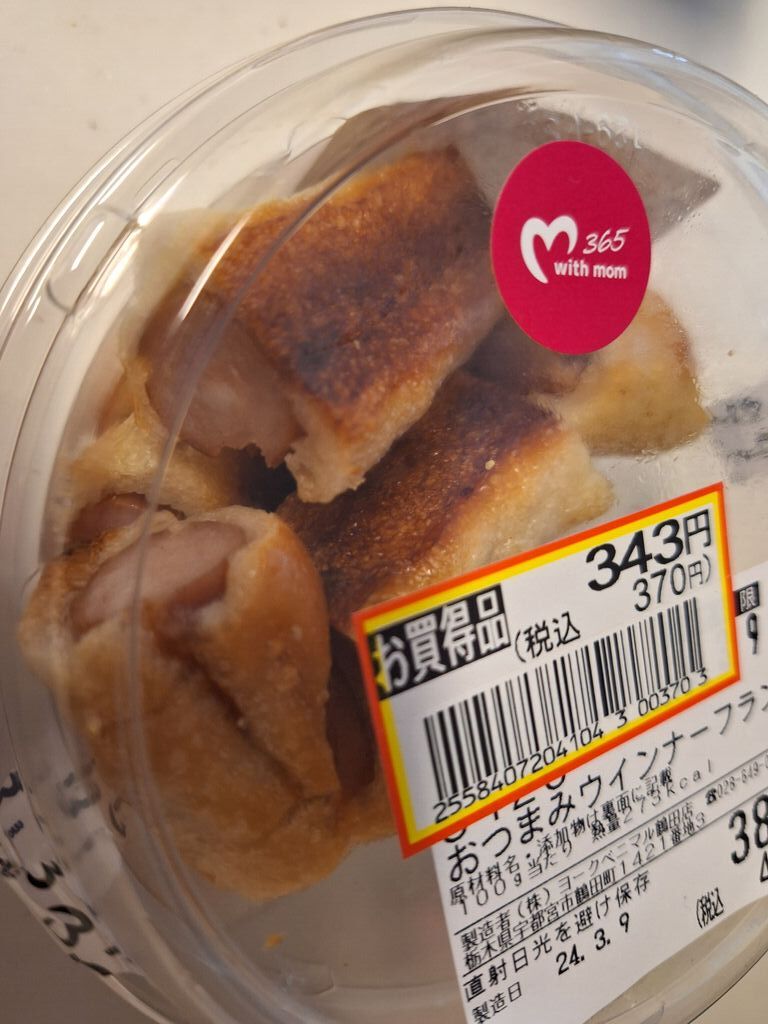 365
with mom
343円
お買得品
(税込 370円)
2558407204104 3 00370 3
限
9
おつまみウインナーフラン
原材料名・添加物は裏面に記載
100g当たり 熱量275kcal
製造者(株)ヨークベニマル鶴田店
栃木県宇都宮市鶴田町1421番地3
直射日光を避け保存
製造日 24.3.9
38
(税込